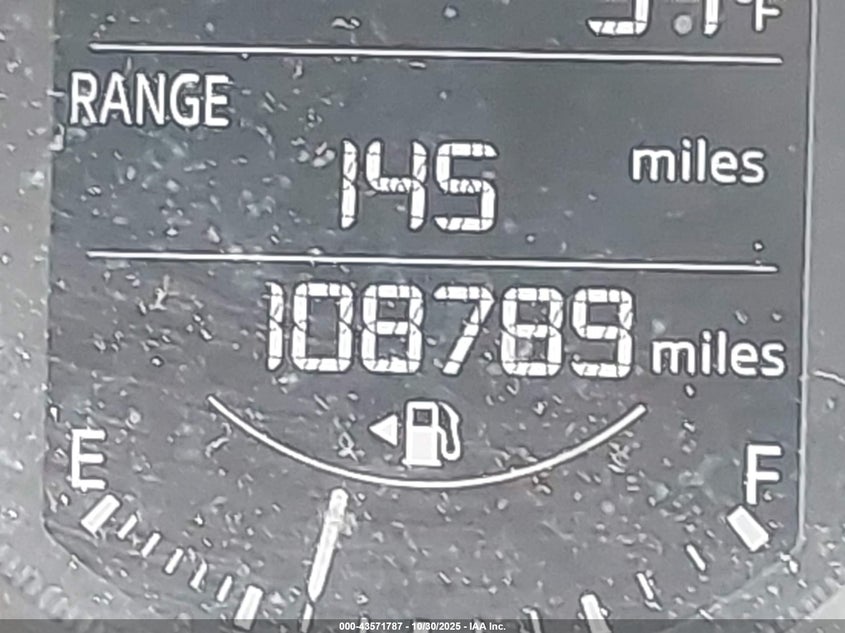 RANGE
145 miles
108789 miles
E F
000-43571787 - 10/30/2025 - IAA Inc.